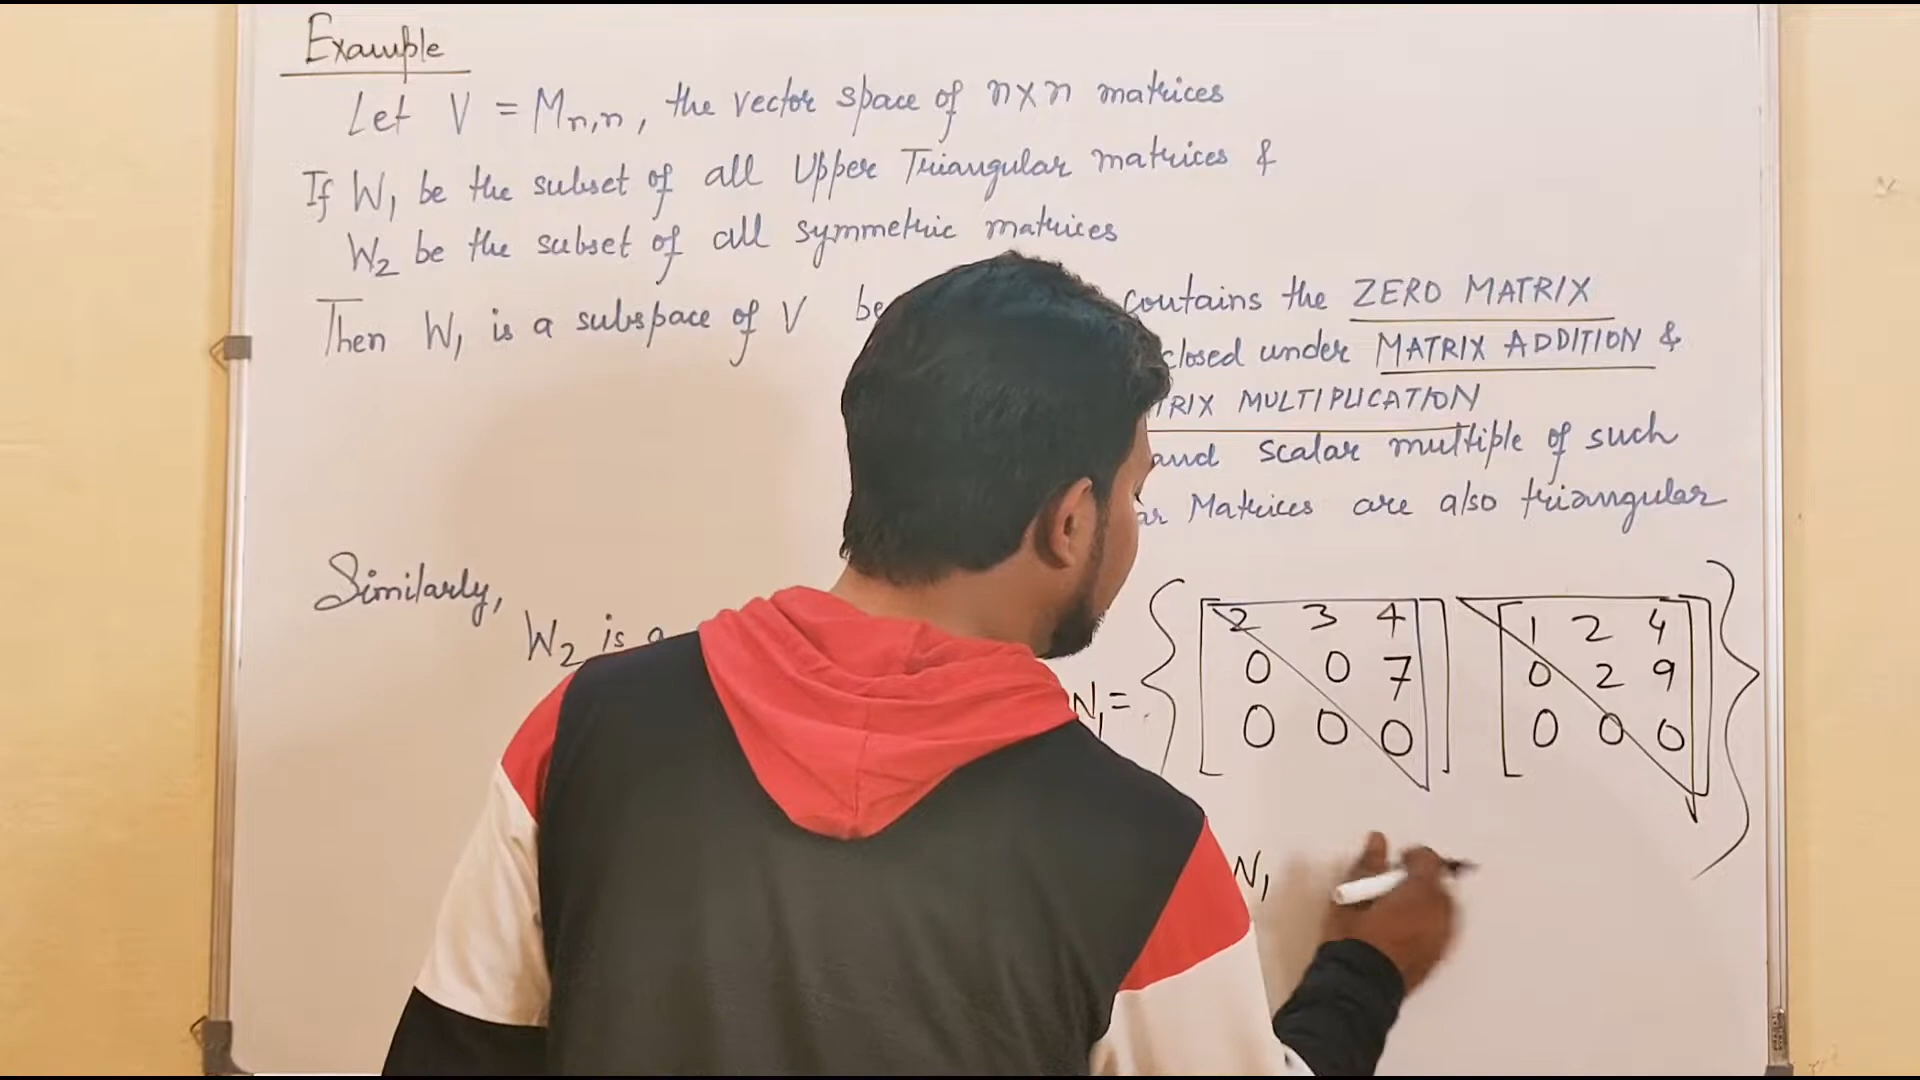 Example
Let V = Mn,n, the vector space of n×n matrices
If W1 be the subset of all Upper Triangular matrices &
W2 be the subset of all symmetric matrices
Then W1 is a subspace of V contains the ZERO MATRIX
closed under MATRIX ADDITION &
MULTIPLICATION
and scalar multiple of such
Matrices are also triangular
Similarly,
W2 is a
2 3 4 1 2 4
0 0 7 0 2 9
0 0 0 0 0 0